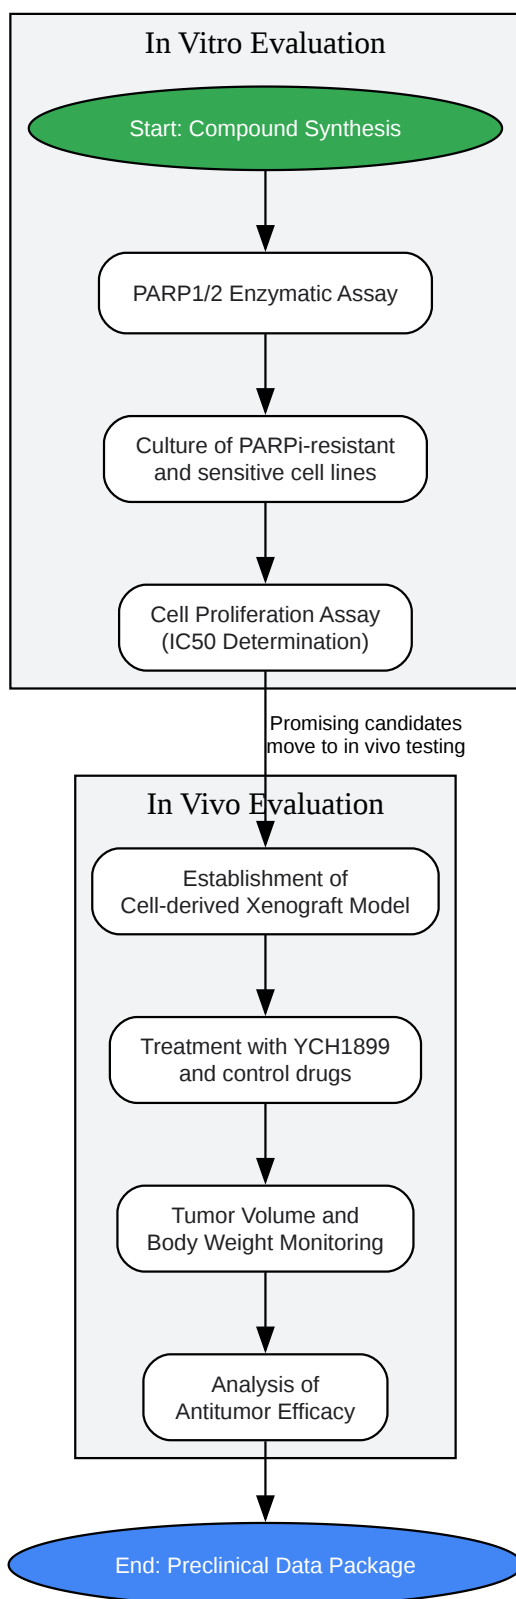 In Vitro Evaluation
Start: Compound Synthesis
PARP1/2 Enzymatic Assay
Culture of PARPi-resistant
and sensitive cell lines
Cell Proliferation Assay
(IC50 Determination)
Promising candidates
move to in vivo testing
In Vivo Evaluation
Establishment of
Cell-derived Xenograft Model
Treatment with YCH1899
and control drugs
Tumor Volume and
Body Weight Monitoring
Analysis of
Antitumor Efficacy
End: Preclinical Data Package